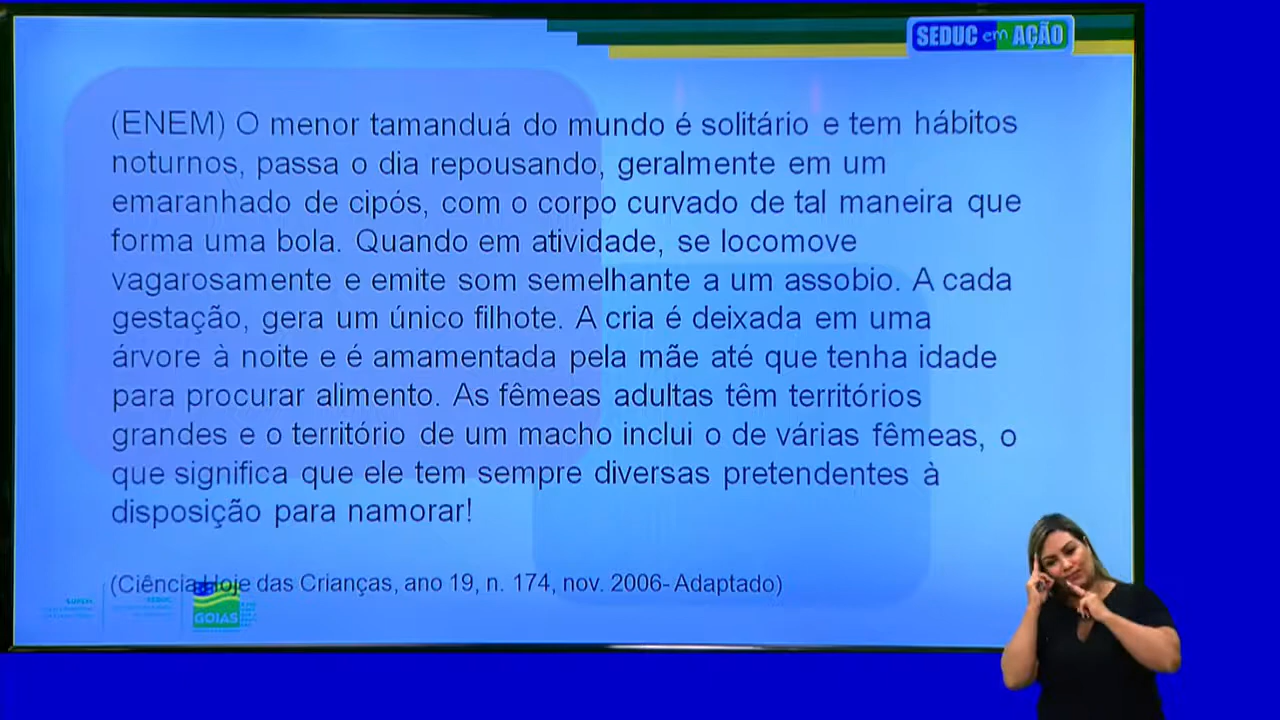 SEDUC em AÇÃO
(ENEM) O menor tamanduá do mundo é solitário e tem hábitos
noturnos, passa o dia repousando, geralmente em um
emaranhado de cipós, com o corpo curvado de tal maneira que
forma uma bola. Quando em atividade, se locomove
vagarosamente e emite som semelhante a um assobio. A cada
gestação, gera um único filhote. A cria é deixada em uma
árvore à noite e é amamentada pela mãe até que tenha idade
para procurar alimento. As fêmeas adultas têm territórios
grandes e o território de um macho inclui o de várias fêmeas, o
que significa que ele tem sempre diversas pretendentes à
disposição para namorar!
(Ciência Hoje das Crianças, ano 19, n. 174, nov. 2006- Adaptado)
GOIÁS